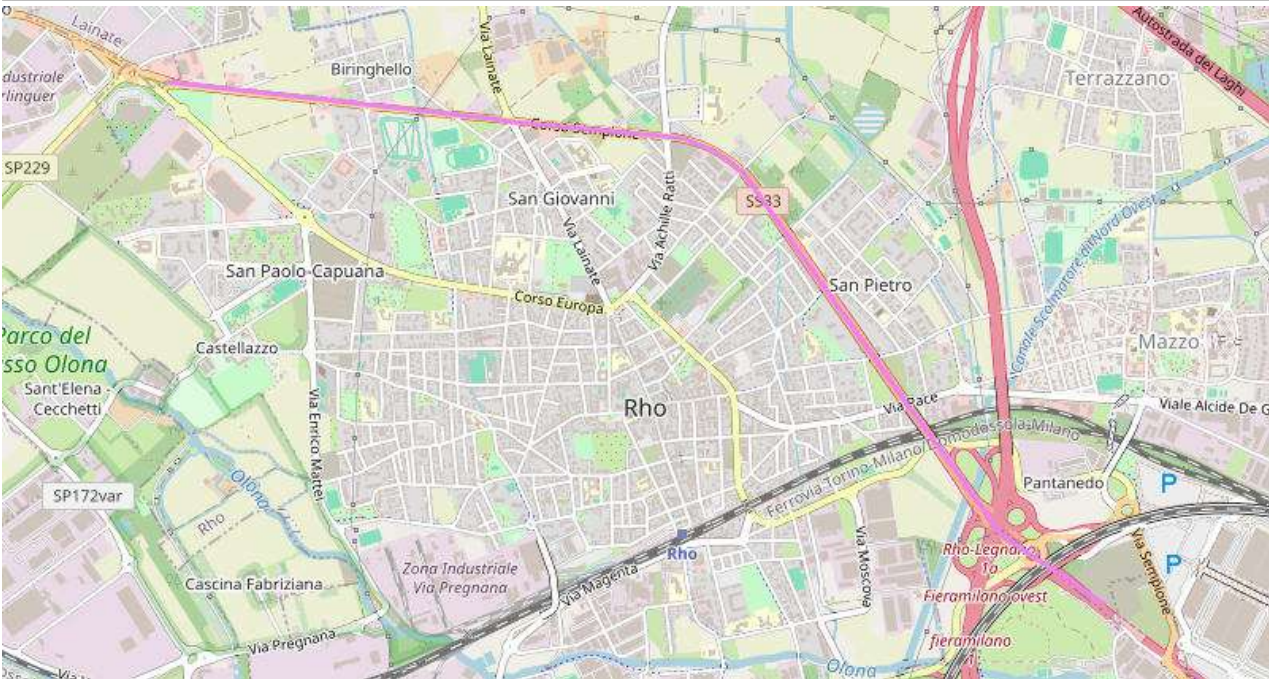 Lainate
Autostrada dei Laghi
Via Lainate
Biringhello
Terrazzano
dustriale
rlinguer
Corso Sempione
SP229
San Giovanni
Via Achille Ratti
SS33
Via Lainate
Canale Scolmatore di Nord Ovest
San Paolo Capuana
San Pietro
Corso Europa
Parco del
sso Olona
Castellazzo
Mazzo
Sant'Elena
Cecchetti
Via Enrico Mattei
Rho
Via Pace
Viale Alcide De G
Ferrovia Torino-Milano
Domodossola-Milano
SP172var
Olona
Rho
Pantanedo
P
Rho
Zona Industriale
Via Pregnana
Via Magenta
Via Moscova
Rho-Legnano
1a
Fieramilano ovest
Via Sempione
P
Cascina Fabriziana
Via Pregnana
fieramilano
1
Olona